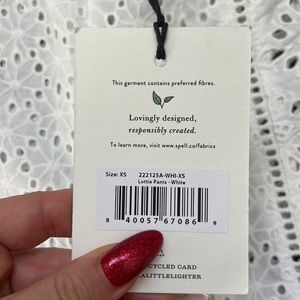 This garment contains preferred fibres.
Lovingly designed,
responsibly created.
To learn more, visit www.spell.co/fabrics
Size: XS 222125A-WHI-XS
Lottie Pants - White
8 40057 67086 9
CYCLED CARD
ALITTLELIGHTER